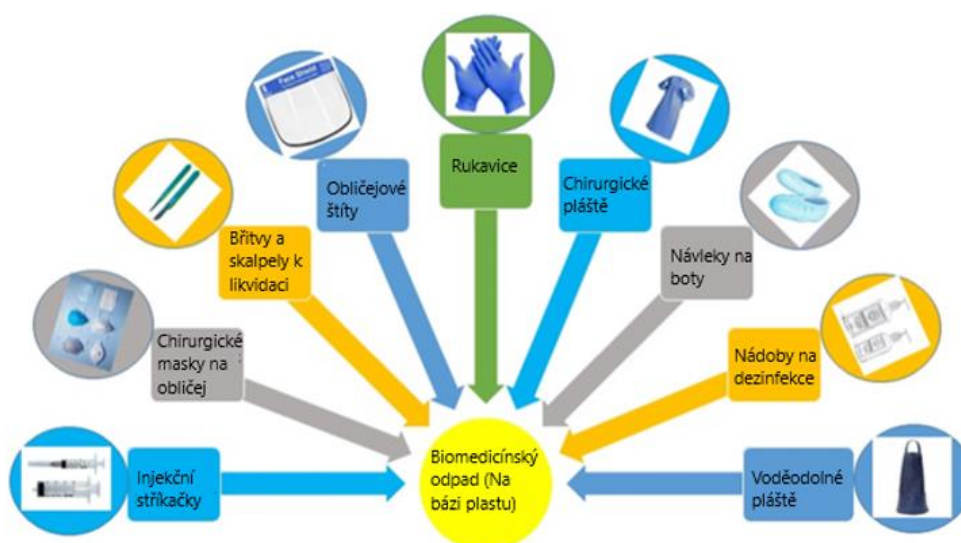 Face Shield
Rukavice
Obličejové
štíty
Chirurgické
pláště
Břitvy a
skalpely k
likvidaci
Návleky na
boty
Chirurgické
masky na
obličej
Nádoby na
dezinfekce
Injekční
stříkačky
Biomedicínský
odpad (Na
bázi plastu)
Voděodolné
pláště